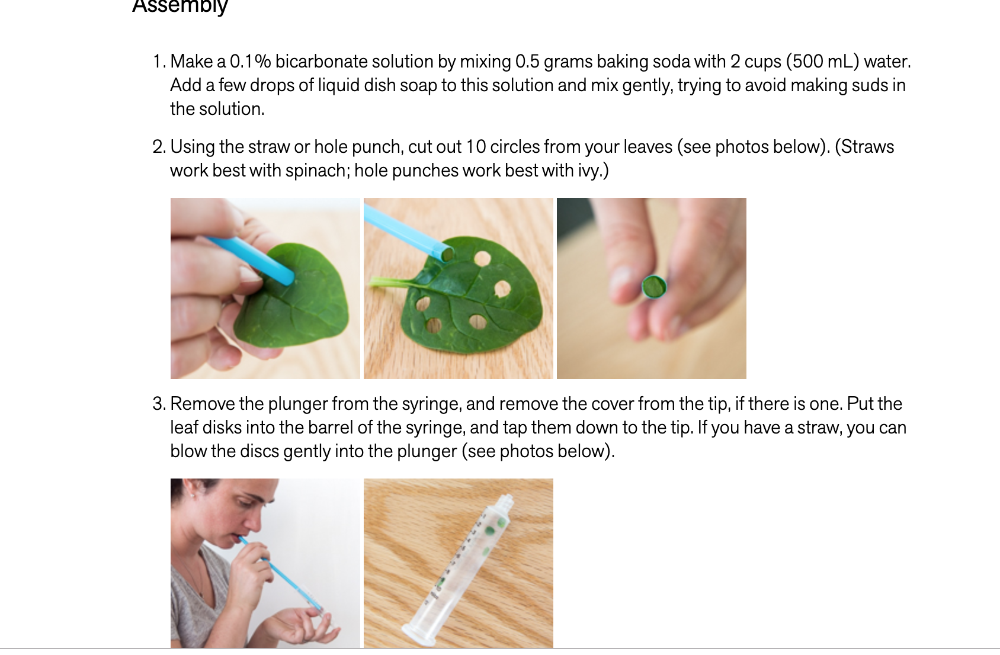 Assembly
1. Make a 0.1% bicarbonate solution by mixing 0.5 grams baking soda with 2 cups (500 mL) water.
Add a few drops of liquid dish soap to this solution and mix gently, trying to avoid making suds in
the solution.
2. Using the straw or hole punch, cut out 10 circles from your leaves (see photos below). (Straws
work best with spinach; hole punches work best with ivy.)
3. Remove the plunger from the syringe, and remove the cover from the tip, if there is one. Put the
leaf disks into the barrel of the syringe, and tap them down to the tip. If you have a straw, you can
blow the discs gently into the plunger (see photos below).